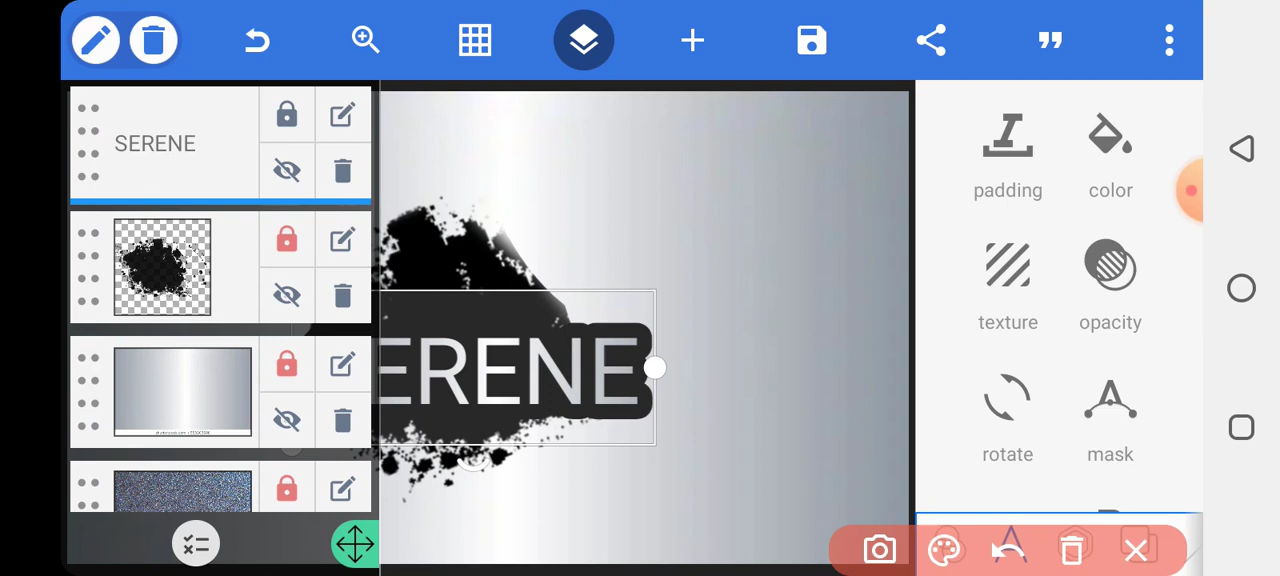 SERENE
padding
color
ERENE
texture
opacity
rotate
mask